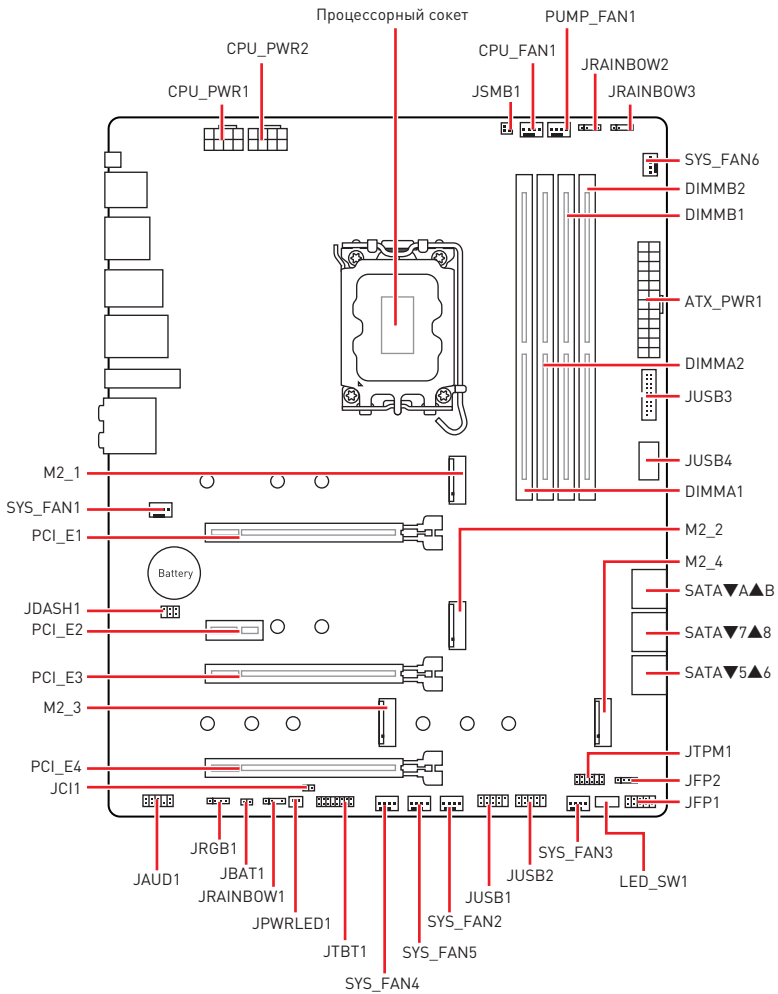 Процессорный сокет
PUMP_FAN1
CPU_PWR2
CPU_FAN1
JRAINBOW2
CPU_PWR1
JSMB1
JRAINBOW3
SYS_FAN6
DIMMB2
DIMMB1
ATX_PWR1
DIMMA2
JUSB3
JUSB4
M2_1
DIMMA1
SYS_FAN1
PCI_E1
M2_2
M2_4
Battery
SATA▼A▲B
JDASH1
PCI_E2
SATA▼7▲8
PCI_E3
SATA▼5▲6
M2_3
JTPM1
PCI_E4
JFP2
JCI1
JFP1
JRGB1
SYS_FAN3
JBAT1
JUSB2
JAUD1
LED_SW1
JRAINBOW1
JUSB1
JPWRLED1
SYS_FAN2
JTBT1
SYS_FAN5
SYS_FAN4